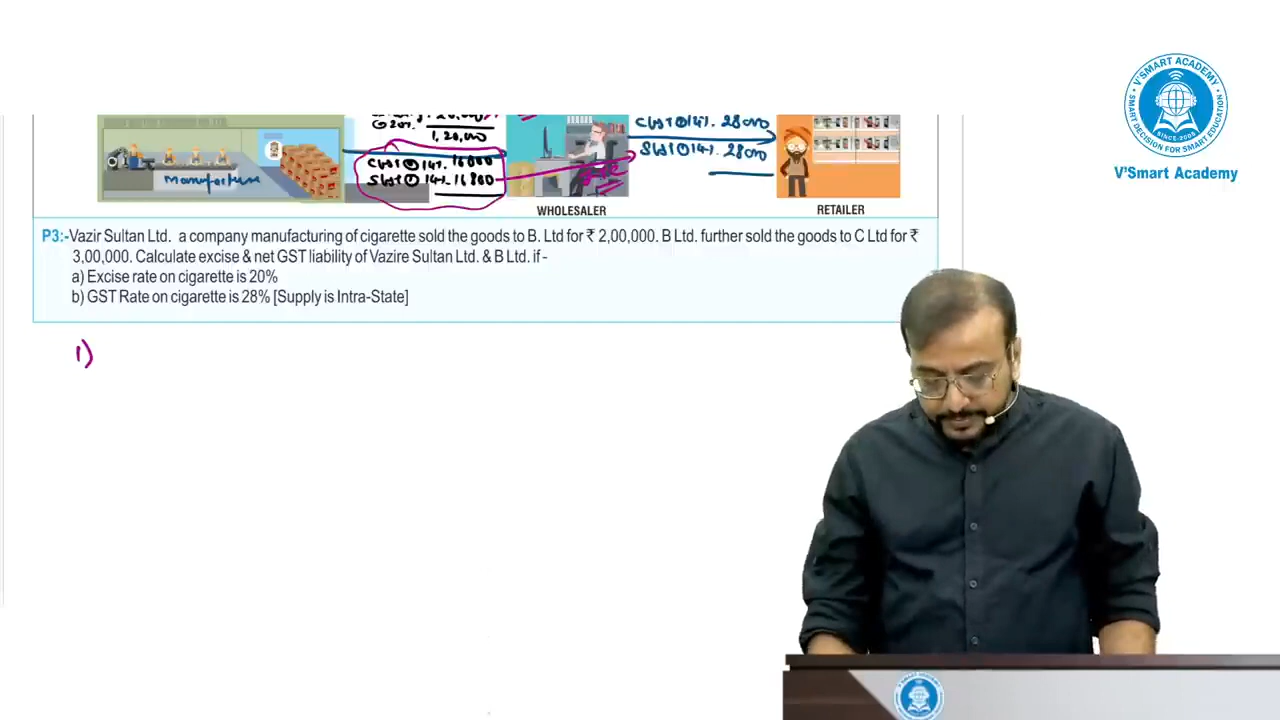 V'SMART ACADEMY
SMART DECISION FOR SMART EDUCATION
SINCE-2005
V'Smart Academy
@ 20%.
1,20,000
CGST @ 14%. 28000
SGST @ 14%. 28000
CGST @ 14%. 16800
SGST @ 14%. 16800
Manufacture
WHOLESALER
RETAILER
P3:-Vazir Sultan Ltd. a company manufacturing of cigarette sold the goods to B. Ltd for ₹ 2,00,000. B Ltd. further sold the goods to C Ltd for ₹
3,00,000. Calculate excise & net GST liability of Vazire Sultan Ltd. & B Ltd. if -
a) Excise rate on cigarette is 20%
b) GST Rate on cigarette is 28% [Supply is Intra-State]
1)